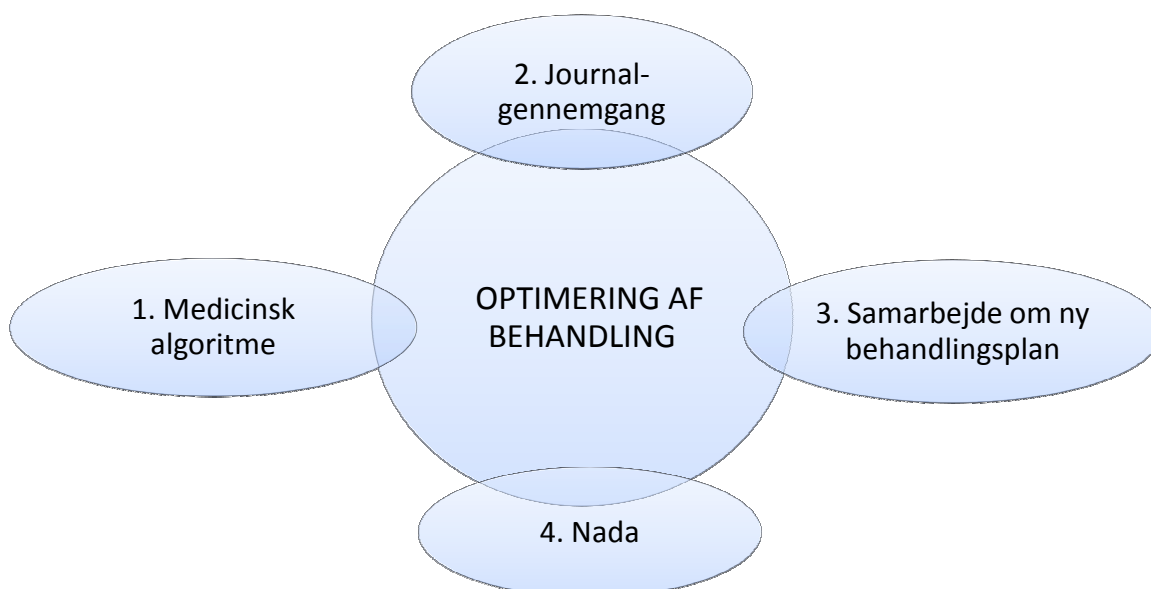 2. Journal-
gennemgang
1. Medicinsk
algoritme
OPTIMERING AF
BEHANDLING
3. Samarbejde om ny
behandlingsplan
4. Nada